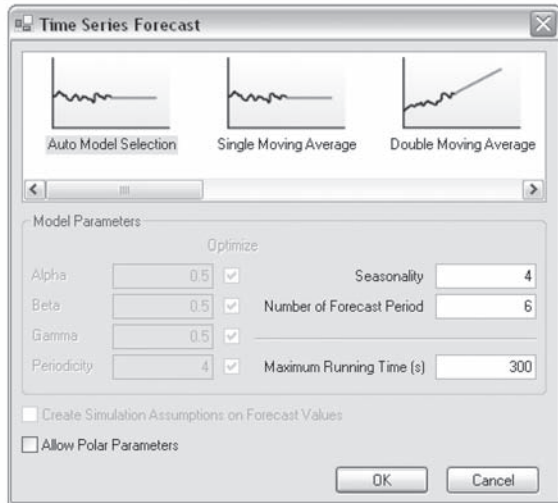 Time Series Forecast
Auto Model Selection
Single Moving Average
Double Moving Average
Model Parameters
Optimize
Alpha 0.5
Beta 0.5
Gamma 0.5
Periodicity 4
Seasonality 4
Number of Forecast Period 6
Maximum Running Time (s) 300
Create Simulation Assumptions on Forecast Values
Allow Polar Parameters
OK Cancel